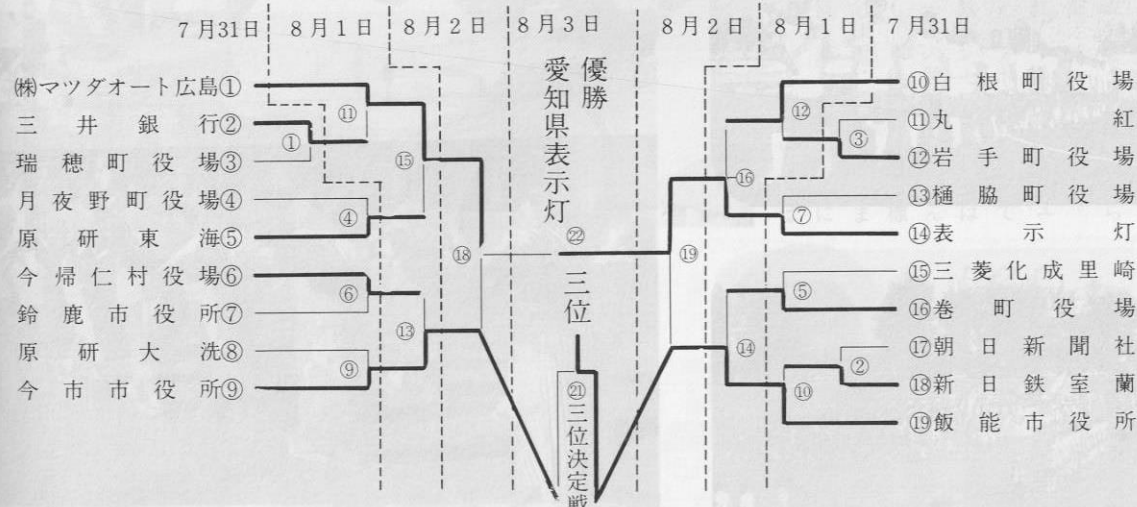 7月31日 8月1日 8月2日 8月3日 8月2日 8月1日 7月31日
優勝
愛知県表示灯
㈱マツダオート広島①
三井銀行②
瑞穂町役場③
月夜野町役場④
原研東海⑤
今帰仁村役場⑥
鈴鹿市役所⑦
原研大洗⑧
今市市役所⑨
①
⑪
④
⑥
⑨
⑮
⑬
⑱
㉒
三位
㉑三位決定戦
⑲
⑯
⑭
⑫
③
⑦
⑤
②
⑩
⑩白根町役場
⑪丸紅
⑫岩手町役場
⑬樋脇町役場
⑭表示灯
⑮三菱化成黒崎
⑯巻町役場
⑰朝日新聞社
⑱新日鉄室蘭
⑲飯能市役所